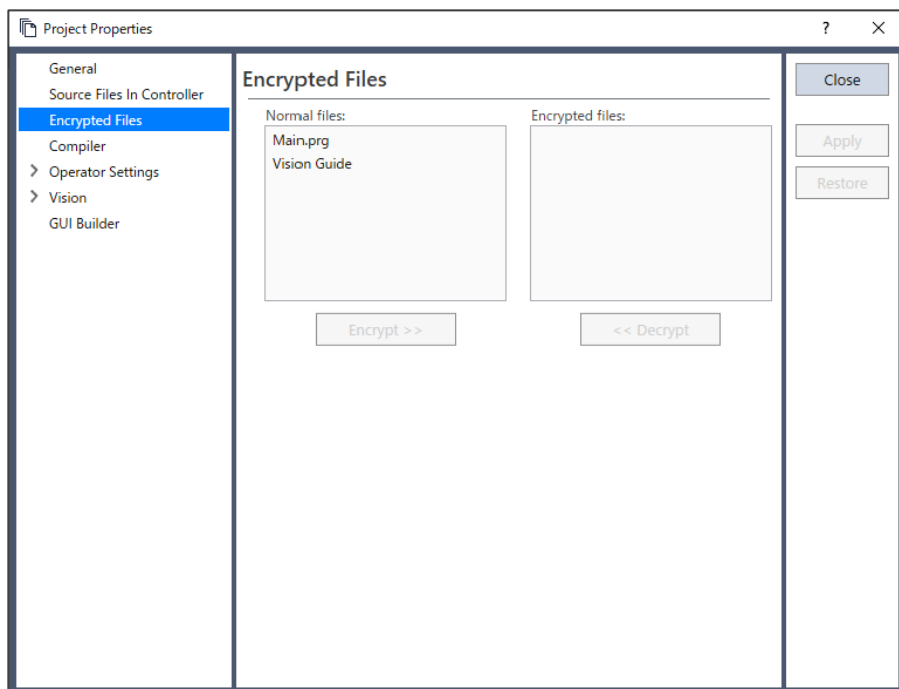 Project Properties
?
General
Source Files In Controller
Encrypted Files
Compiler
Operator Settings
Vision
GUI Builder
Encrypted Files
Normal files:
Main.prg
Vision Guide
Encrypt >>
Encrypted files:
<< Decrypt
Close
Apply
Restore